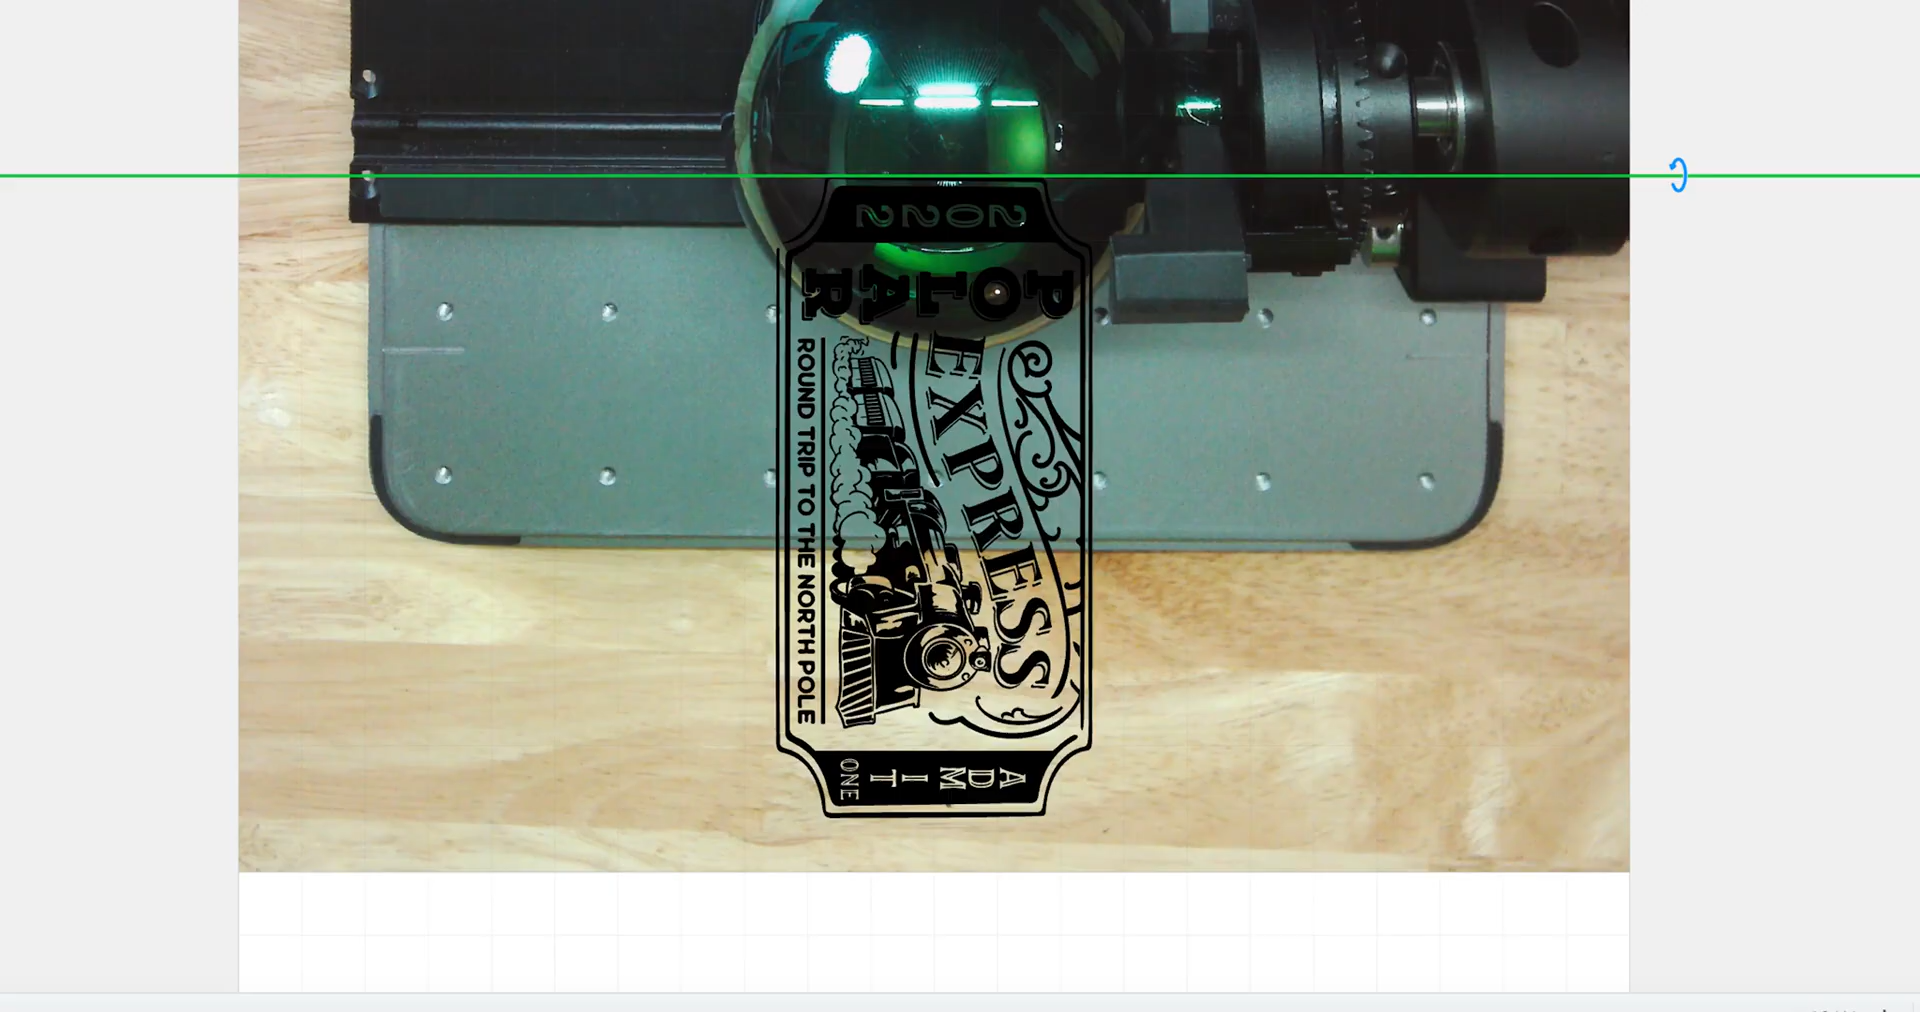 2022
POLAR
EXPRESS
ROUND TRIP TO THE NORTH POLE
ADMIT
ONE